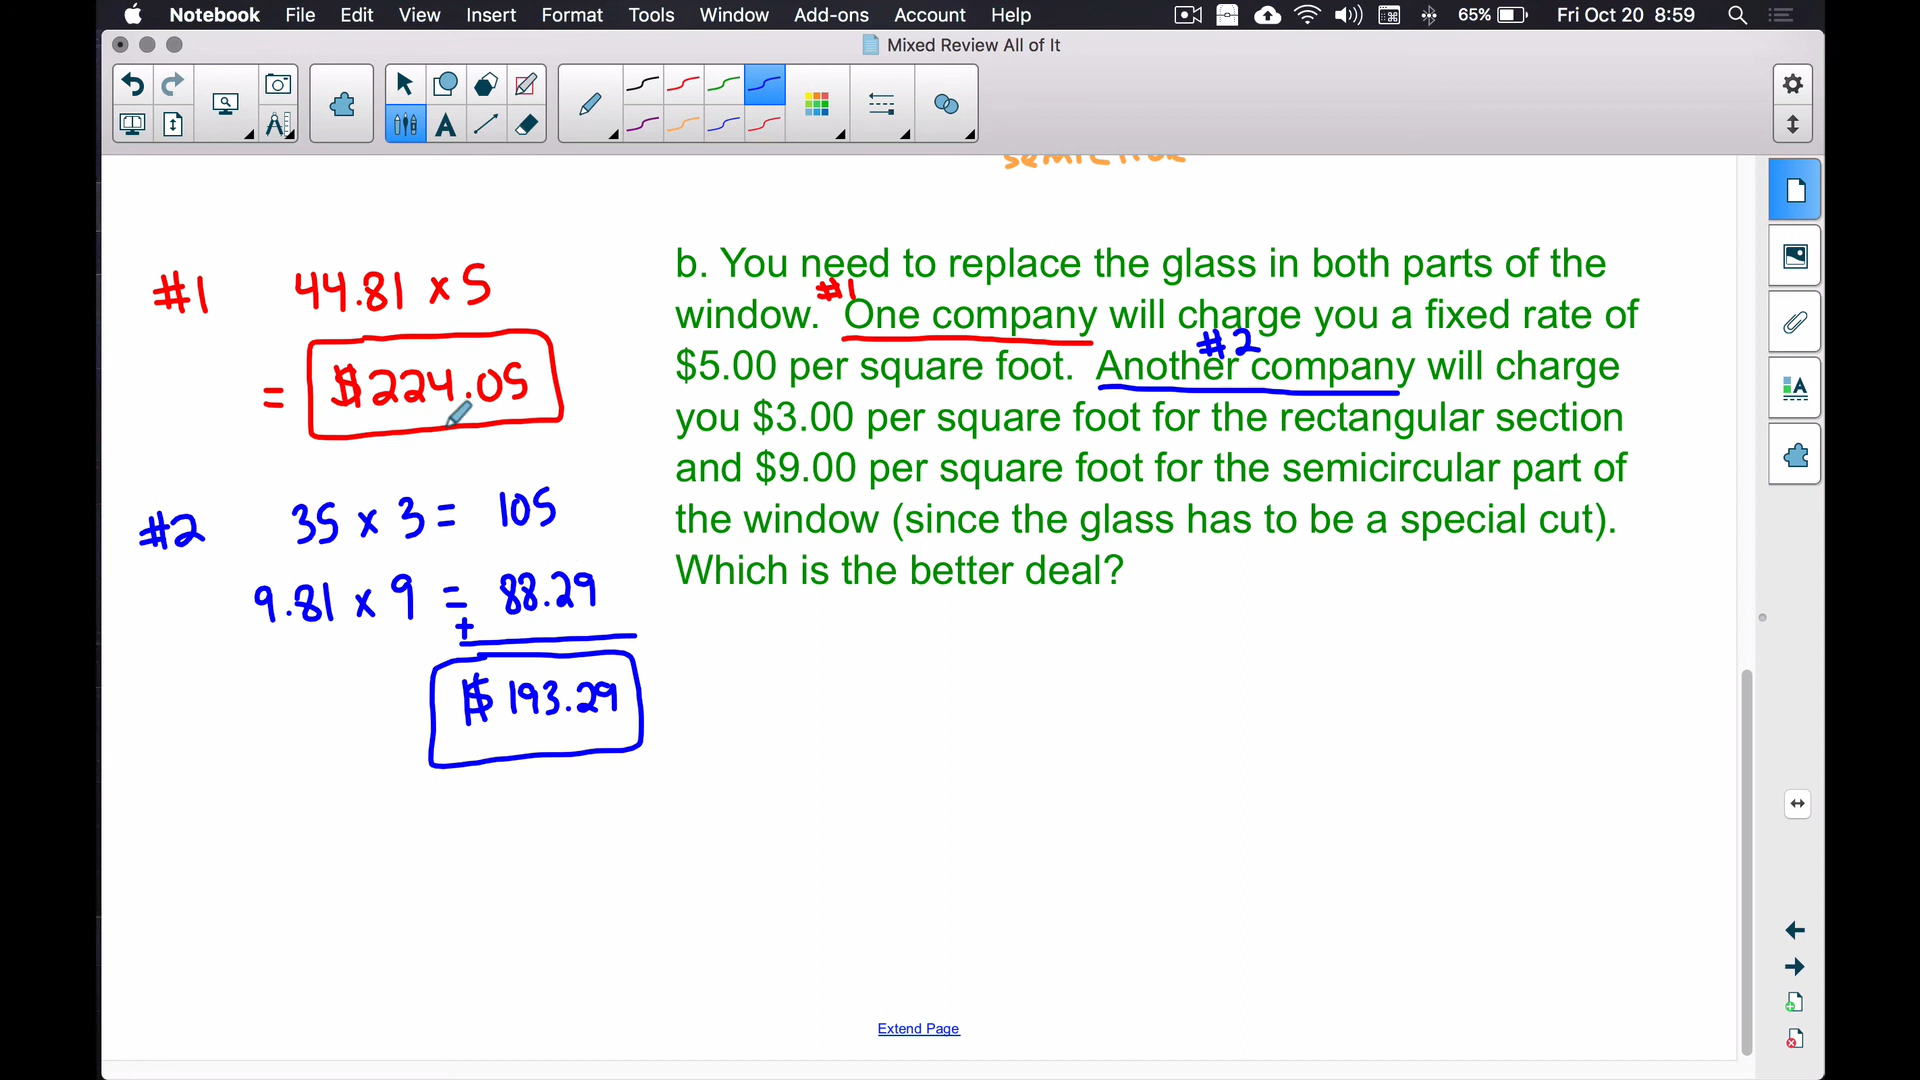 Notebook File Edit View Insert Format Tools Window Add-ons Account Help 65% Fri Oct 20 8:59
Mixed Review All of It
#1 44.81 x 5
= $224.05
#2 35 x 3 = 105
9.81 x 9 = 88.29
+
$ 193.29
b. You need to replace the glass in both parts of the
#1
window. One company will charge you a fixed rate of
#2
$5.00 per square foot. Another company will charge
you $3.00 per square foot for the rectangular section
and $9.00 per square foot for the semicircular part of
the window (since the glass has to be a special cut).
Which is the better deal?
Extend Page